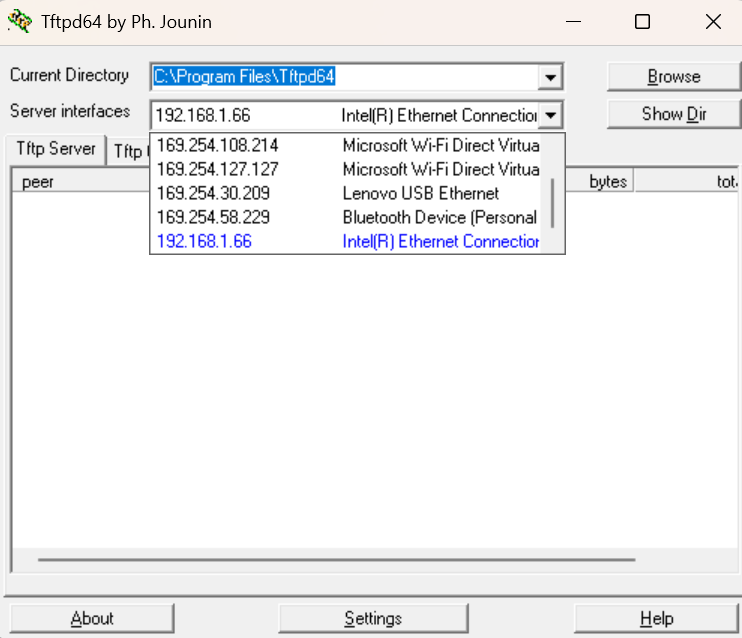 Tftpd64 by Ph. Jounin
Current Directory C:\Program Files\Tftpd64 Browse
Server interfaces 192.168.1.66 Intel(R) Ethernet Connection Show Dir
Tftp Server Tftp
169.254.108.214 Microsoft Wi-Fi Direct Virtua
169.254.127.127 Microsoft Wi-Fi Direct Virtua
peer bytes tota
169.254.30.209 Lenovo USB Ethernet
169.254.58.229 Bluetooth Device (Personal
192.168.1.66 Intel(R) Ethernet Connection
About Settings Help